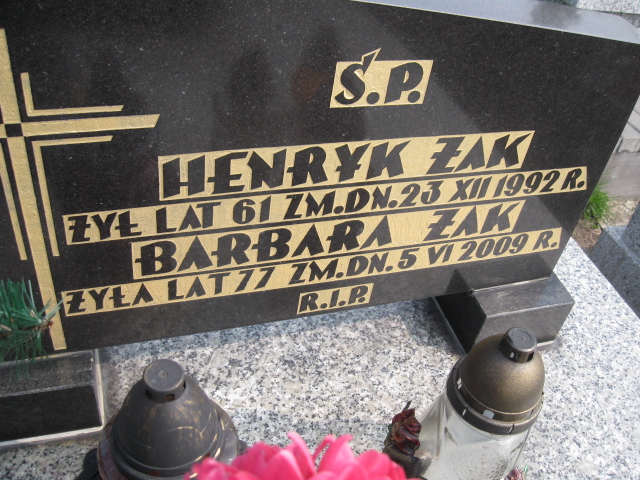 Ś.P.
HENRYK ŻAK
ŻYŁ LAT 61 ZM.DN.23 XII 1992 R.
BARBARA ŻAK
ŻYŁA LAT 77 ZM.DN.5 VI 2009 R.
R.I.P.